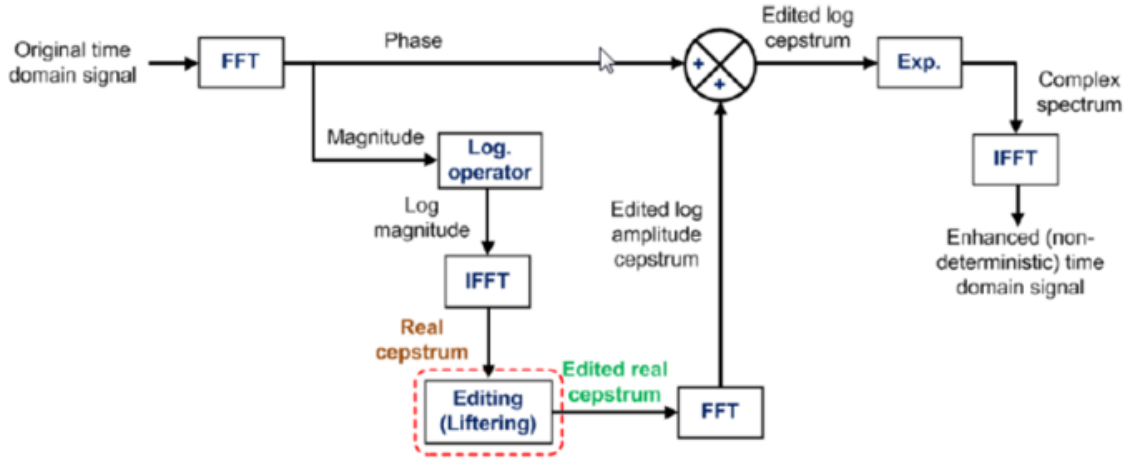 Original time
domain signal
FFT
Phase
+
+
Edited log
cepstrum
Exp.
Complex
spectrum
Magnitude
Log.
operator
IFFT
Log
magnitude
Edited log
amplitude
cepstrum
Enhanced (non-
deterministic) time
domain signal
IFFT
Real
cepstrum
Edited real
cepstrum
Editing
(Liftering)
FFT